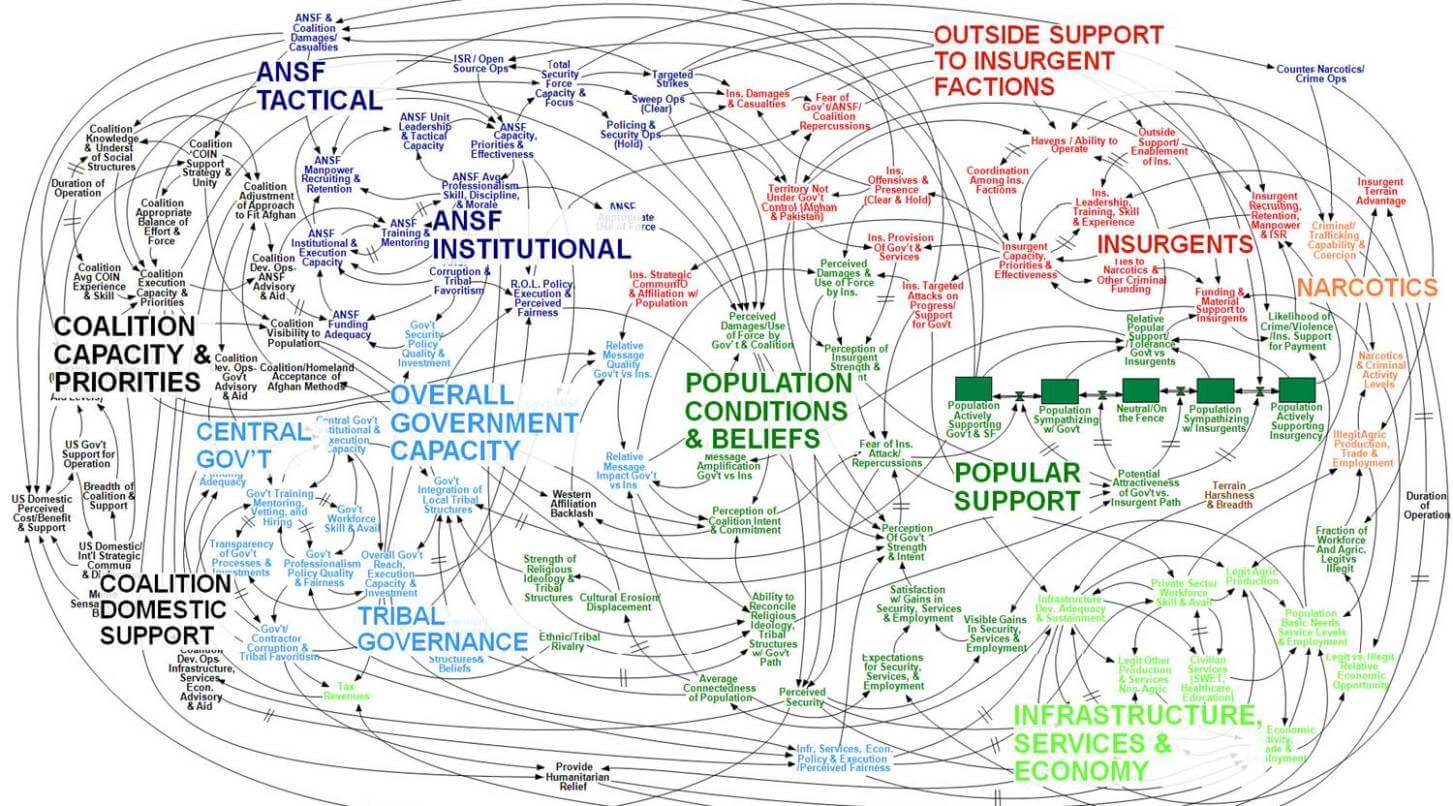 ANSF &
Coalition
Damages/
Casualties
ANSF
TACTICAL
ISR / Open
Source Ops
Total
Security
Force
Capacity
& Focus
Targeted
Strikes
Sweep Ops
(Clear)
Policing &
Security Ops
(Hold)
Ins. Damages
& Casualties
Fear of
Gov't/ANSF/
Coalition
Repercussions
OUTSIDE SUPPORT
TO INSURGENT
FACTIONS
Counter Narcotics/
Crime Ops
Coalition
Knowledge
& Underst
of Social
Structures
Duration of
Operation
Coalition
COIN
Support
Strategy &
Unity
Coalition
Adjustment
of Approach
to Fit Afghan
Coalition
Appropriate
Balance of
Effort &
Force
Coalition
Avg COIN
Experience
& Skill
Coalition
Execution
Capacity &
Priorities
Coalition
Dev. Ops-
ANSF
Advisory
& Aid
ANSF Unit
Leadership
& Tactical
Capacity
ANSF
Capacity,
Priorities &
Effectiveness
ANSF
Manpower
Recruiting &
Retention
ANSF Avg
Professionalism
Skill, Discipline,
& Morale
ANSF
Training &
Mentoring
ANSF
Institutional &
Execution
Capacity
ANSF
INSTITUTIONAL
ANSF
Appropriate
Use of Force
Corruption &
Tribal
Favoritism
R.O.L. Policy
Execution &
Perceived
Fairness
ANSF
Funding
Adequacy
Territory Not
Under Gov't
Control (Afghan
& Pakistan)
Ins.
Offensives &
Presence
(Clear & Hold)
Ins. Provision
Of Gov't &
Services
Ins. Strategic
Commun/IO
& Affiliation w/
Population
Perceived
Damages &
Use of Force
by Ins.
Ins. Targeted
Attacks on
Progress/
Support
for Gov't
Havens / Ability to
Operate
Outside
Support/
Enablement
of Ins.
Coordination
Among Ins.
Factions
Ins.
Leadership,
Training, Skill
& Experience
Insurgent
Capacity,
Priorities &
Effectiveness
INSURGENTS
Ties to
Narcotics &
Other Criminal
Funding
Insurgent
Recruiting,
Retention,
Manpower
& ISR
Insurgent
Terrain
Advantage
Criminal/
Trafficking
Capability &
Coercion
Funding &
Material
Support to
Insurgents
NARCOTICS
Narcotics
& Criminal
Activity
Levels
Illegit Agric
Production,
Trade &
Employment
COALITION
CAPACITY &
PRIORITIES
Coalition
Visibility to
Population
Coalition
Dev. Ops-
Gov't
Advisory
& Aid
Coalition/Homeland
Acceptance of
Afghan Methods
Gov't
Security
Policy
Quality &
Investment
OVERALL
GOVERNMENT
CAPACITY
Relative
Message
Quality
Gov't vs Ins.
Relative
Message
Impact Gov't
vs Ins
Perceived
Damages/Use
of Force by
Gov't & Coalition
Perception of
Insurgent
Strength &
POPULATION
CONDITIONS
& BELIEFS
Message
Amplification
Gov't vs Ins
Fear of Ins.
Attack/
Repercussions
Relative
Popular
Support/
Tolerance
Gov't vs
Insurgents
Likelihood of
Crime/Violence
/Ins. Support
for Payment
Population
Actively
Supporting
Gov't & SF
Population
Sympathizing
w/ Gov't
Neutral/On
the Fence
Population
Sympathizing
w/ Insurgents
Population
Actively
Supporting
Insurgency
POPULAR
SUPPORT
Potential
Attractiveness
of Gov't vs.
Insurgent Path
Terrain
Harshness
& Breadth
Duration
of
Operation
CENTRAL
GOV'T
Central Gov't
Adequacy
Capacity
US Gov't
Support for
Operation
Breadth of
Coalition &
Support
US Domestic
Perceived
Cost/Benefit
& Support
US Domestic/
Int'l Strategic
Commun
COALITION
DOMESTIC
SUPPORT
Gov't Training
Mentoring,
Vetting, and
Hiring
Gov't
Workforce
Skill & Avail
Gov't
Integration of
Local Tribal
Structures
Transparency
of Gov't
Processes &
Investments
Gov't
Professionalism
Policy Quality
& Fairness
Overall Gov't
Reach,
Execution
Capacity &
Investment
TRIBAL
GOVERNANCE
Structures&
Beliefs
Gov't/
Contractor
Corruption &
Tribal Favoritism
Coalition
Dev. Ops-
Infrastructure,
Services,
Econ.
Advisory
& Aid
Tax
Revenues
Western
Affiliation
Backlash
Strength of
Religious
Ideology &
Tribal
Structures
Cultural Erosion/
Displacement
Ethnic/Tribal
Rivalry
Perception of
Coalition Intent
& Commitment
Perception
Of Gov't
Strength
& Intent
Ability to
Reconcile
Religious
Ideology,
Tribal
Structures
w/ Gov't
Path
Satisfaction
w/ Gains in
Security, Services
& Employment
Visible Gains
In Security,
Services &
Employment
Expectations
for Security,
Services, &
Employment
Average
Connectedness
of Population
Perceived
Security
Infr, Services, Econ.
Policy & Execution
/Perceived Fairness
Provide
Humanitarian
Relief
Infrastructure
Dev. Adequacy
& Sustainment
Private Sector
Workforce
Skill & Avail
Legit Agric
Production
Fraction of
Workforce
And Agric.
Legit vs
Illegit
Population
Basic Needs
Service Levels
& Employment
Legit vs. Illegit
Relative
Economic
Opportunity
Legit Other
Production
& Services
Non-Agric
Civilian
Services
(SWET,
Healthcare,
Education)
INFRASTRUCTURE,
SERVICES &
ECONOMY
Economic